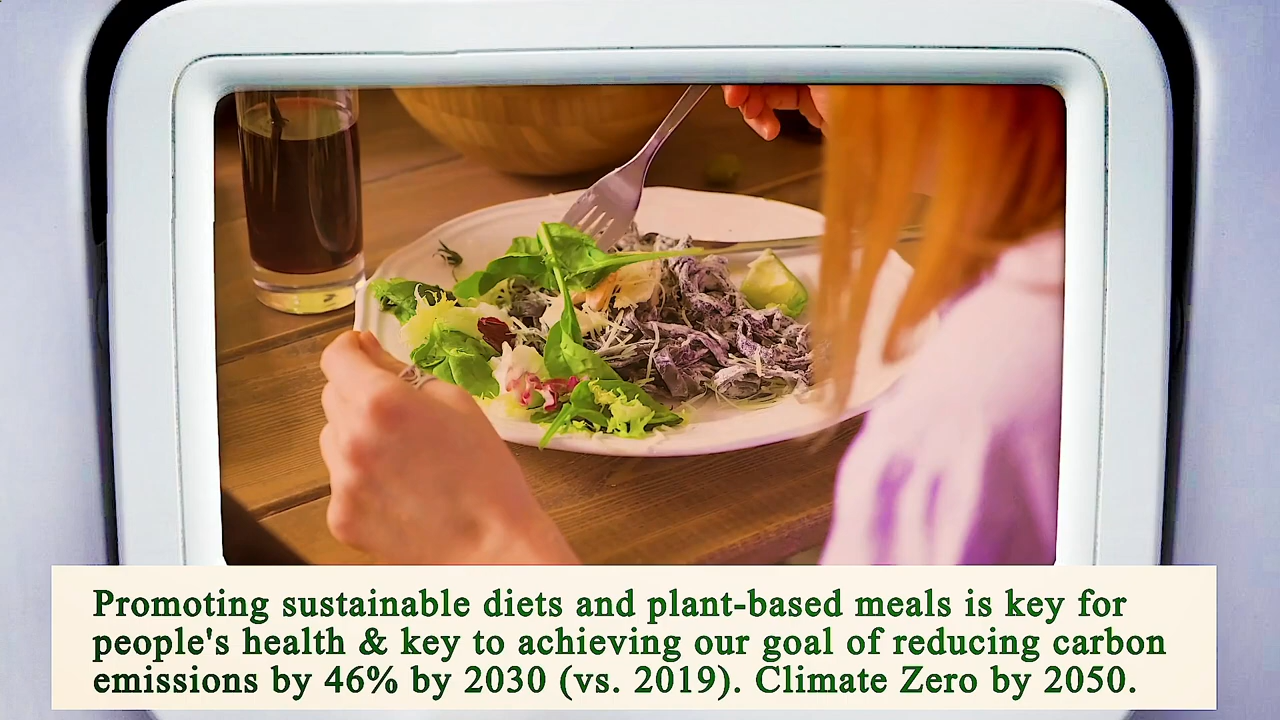 Promoting sustainable diets and plant-based meals is key for
people's health & key to achieving our goal of reducing carbon
emissions by 46% by 2030 (vs. 2019). Climate Zero by 2050.